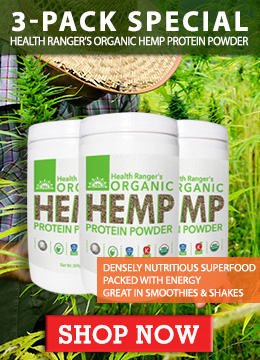 3-PACK SPECIAL
HEALTH RANGER'S ORGANIC HEMP PROTEIN POWDER
Health Ranger's
ORGANIC
HEMP
PROTEIN POWDER
DENSELY NUTRITIOUS SUPERFOOD
PACKED WITH ENERGY
GREAT IN SMOOTHIES & SHAKES
SHOP NOW